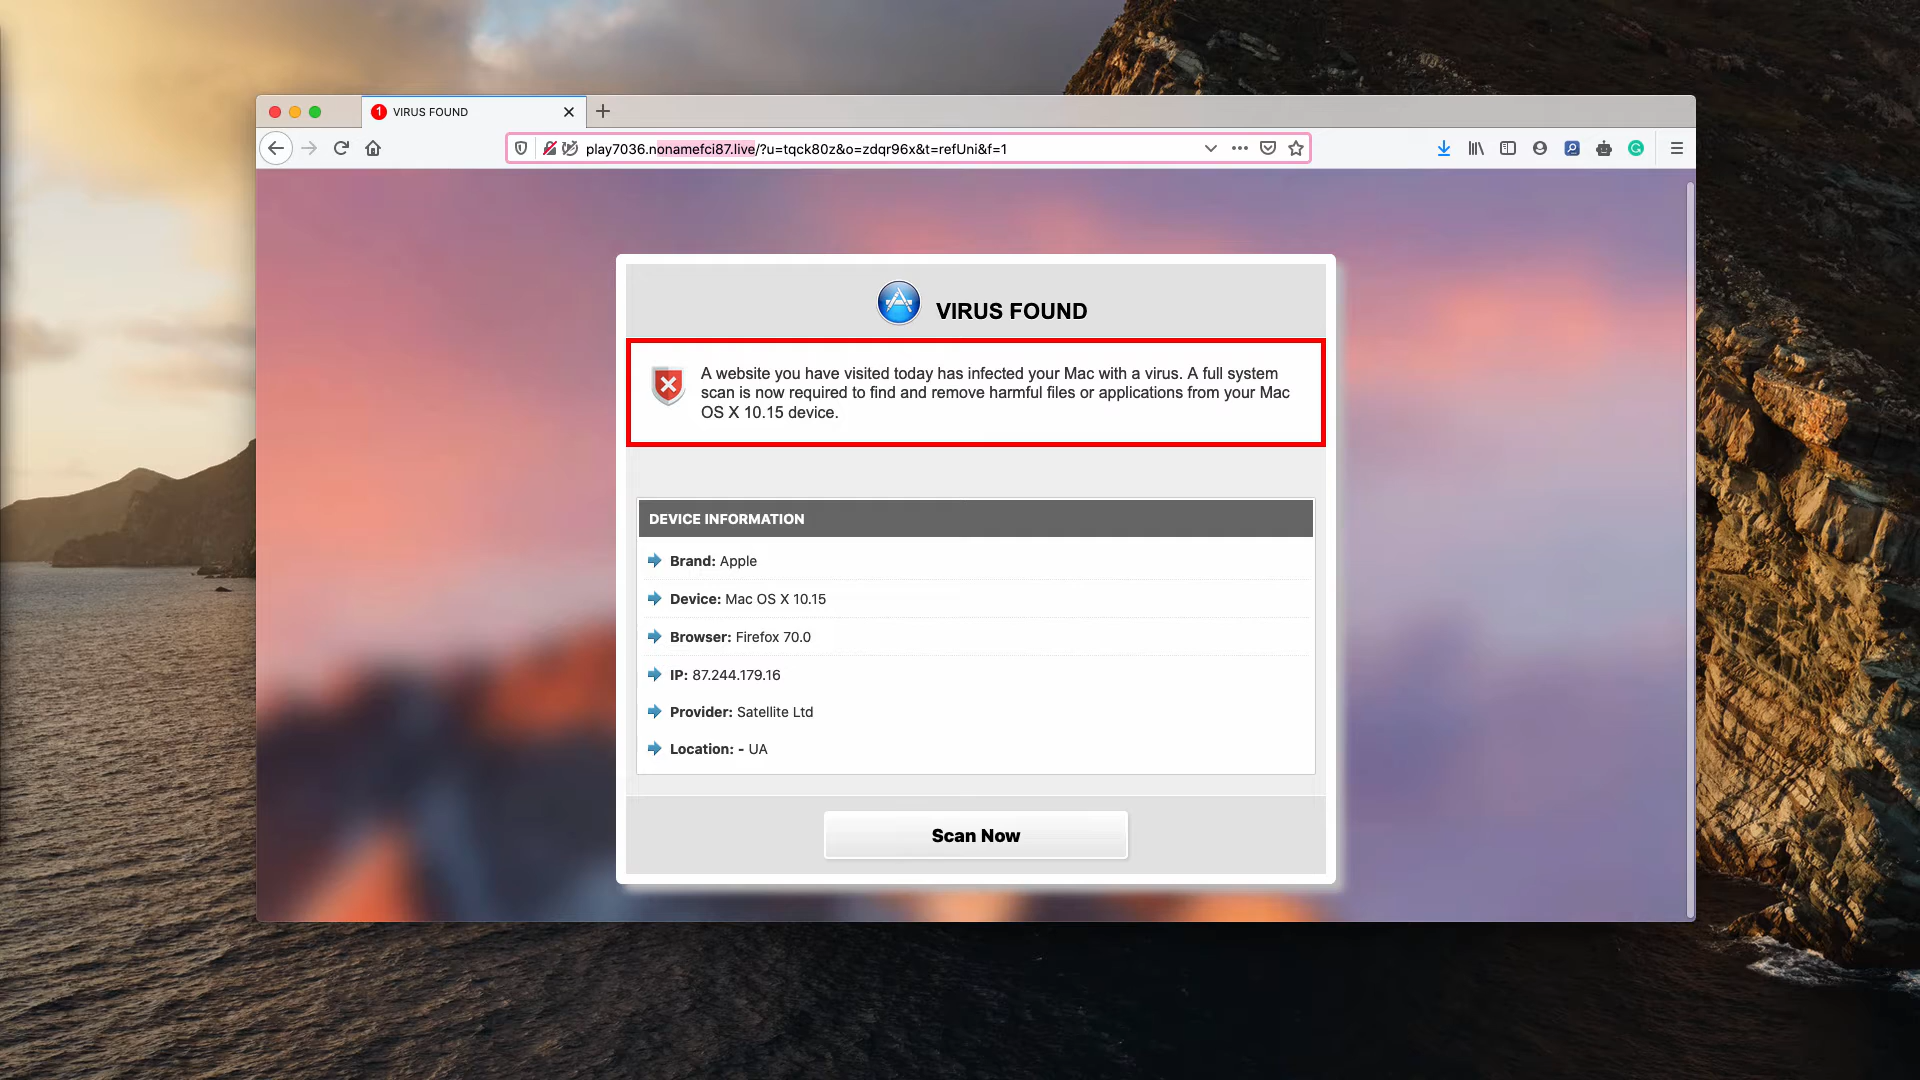 1 VIRUS FOUND
play7036.nonamefci87.live/?u=tqck80z&o=zdqr96x&t=refUni&f=1
VIRUS FOUND
A website you have visited today has infected your Mac with a virus. A full system
scan is now required to find and remove harmful files or applications from your Mac
OS X 10.15 device.
DEVICE INFORMATION
Brand: Apple
Device: Mac OS X 10.15
Browser: Firefox 70.0
IP: 87.244.179.16
Provider: Satellite Ltd
Location: - UA
Scan Now